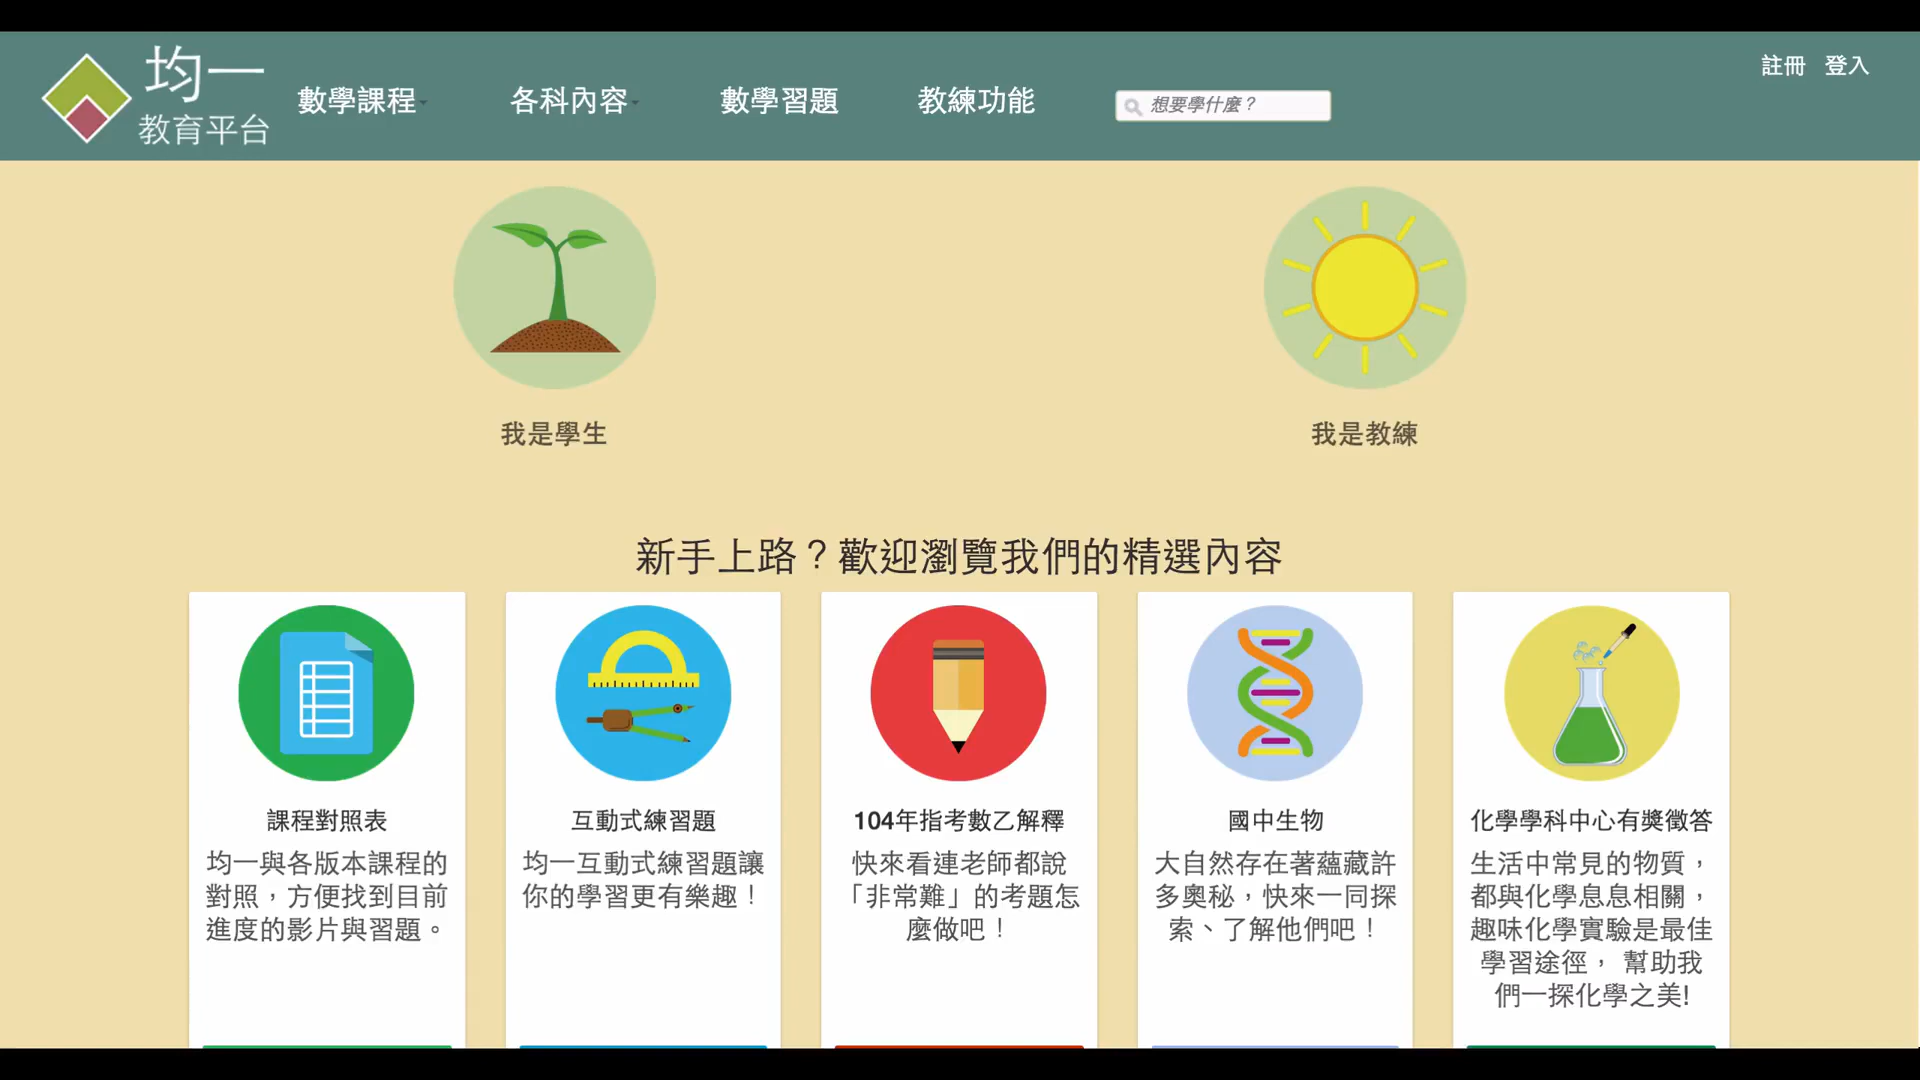 均一
教育平台
數學課程
各科內容
數學習題
教練功能
想要學什麼？
註冊 登入
我是學生
我是教練
新手上路？歡迎瀏覽我們的精選內容
課程對照表
均一與各版本課程的
對照，方便找到目前
進度的影片與習題。
互動式練習題
均一互動式練習題讓
你的學習更有樂趣！
104年指考數乙解釋
快來看連老師都說
「非常難」的考題怎
麼做吧！
國中生物
大自然存在著蘊藏許
多奧秘，快來一同探
索、了解他們吧！
化學學科中心有獎徵答
生活中常見的物質，
都與化學息息相關，
趣味化學實驗是最佳
學習途徑， 幫助我
們一探化學之美!